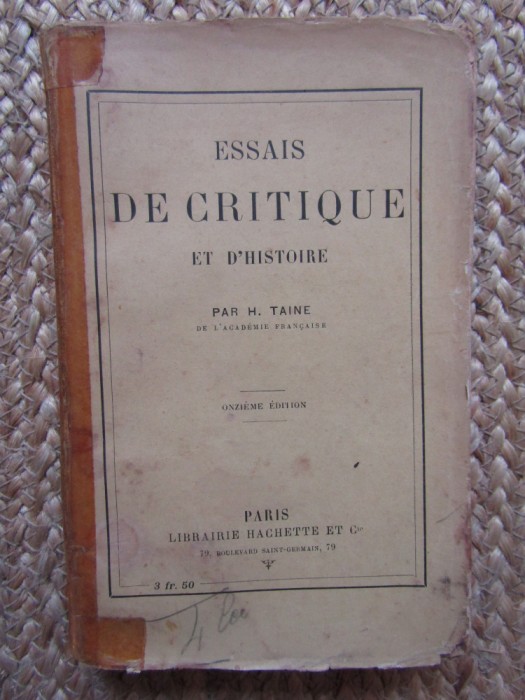 ESSAIS
DE CRITIQUE
ET D'HISTOIRE
PAR H. TAINE
DE L'ACADÉMIE FRANÇAISE
ONZIÈME ÉDITION
PARIS
LIBRAIRIE HACHETTE ET Cie
79, BOULEVARD SAINT-GERMAIN, 79
3 fr. 50